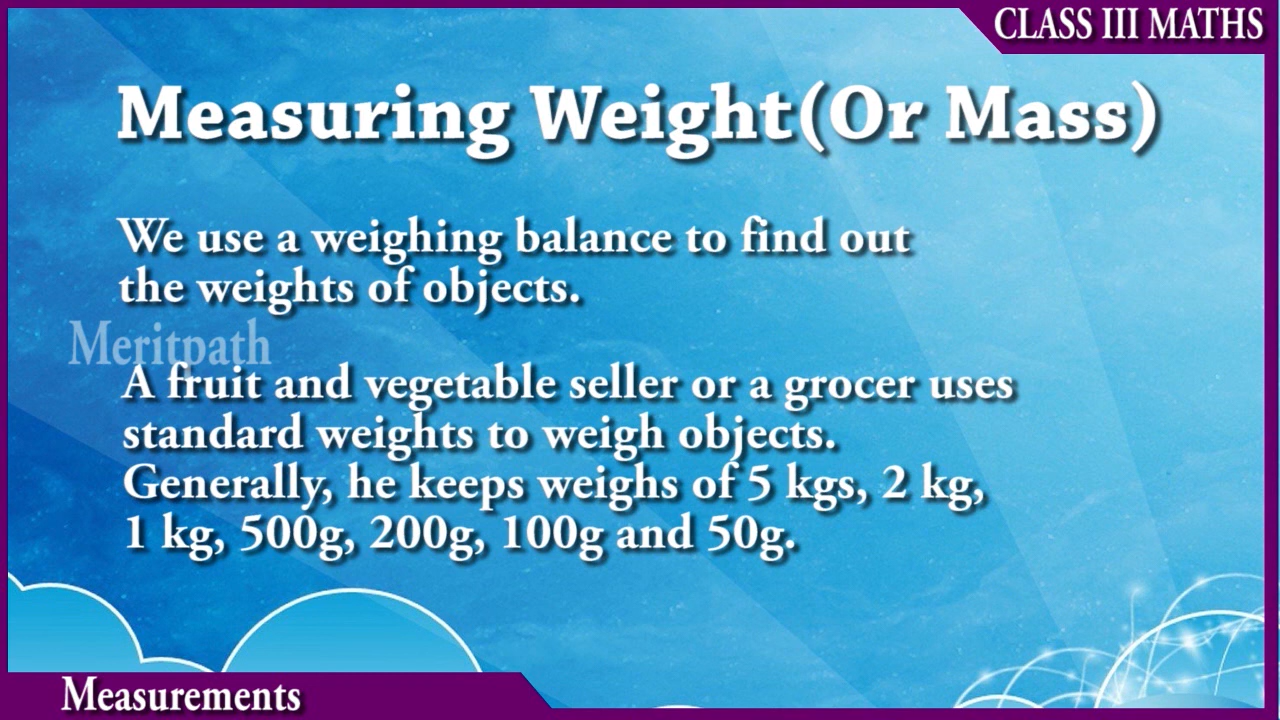 CLASS III MATHS
Measuring Weight(Or Mass)
We use a weighing balance to find out
the weights of objects.
Meritpath
A fruit and vegetable seller or a grocer uses
standard weights to weigh objects.
Generally, he keeps weighs of 5 kgs, 2 kg,
1 kg, 500g, 200g, 100g and 50g.
Measurements